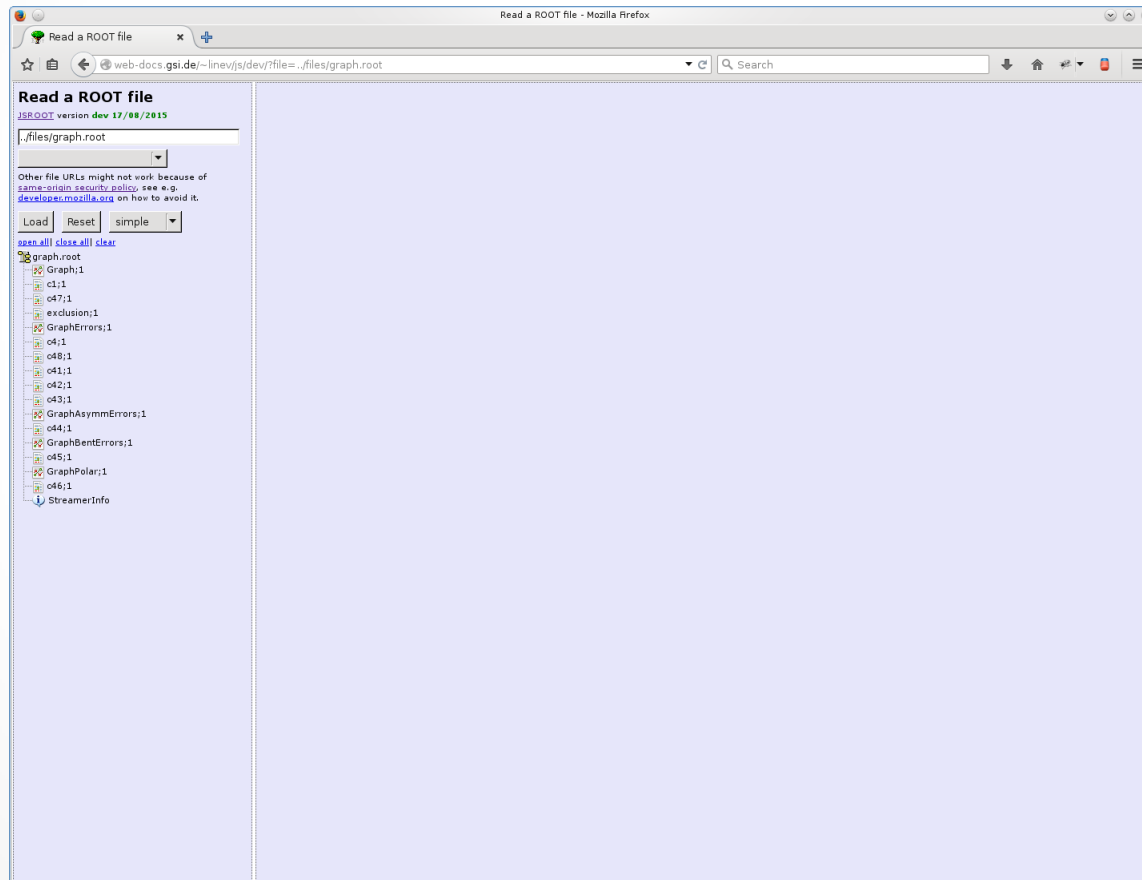 Read a ROOT file - Mozilla Firefox
Read a ROOT file
web-docs.gsi.de/~linev/js/dev/?file=../files/graph.root
Search
Read a ROOT file
JSROOT version dev 17/08/2015
../files/graph.root
Other file URLs might not work because of
same-origin security policy, see e.g.
developer.mozilla.org on how to avoid it.
Load Reset simple
open all| close all| clear
graph.root
Graph;1
c1;1
c47;1
exclusion;1
GraphErrors;1
c4;1
c48;1
c41;1
c42;1
c43;1
GraphAsymmErrors;1
c44;1
GraphBentErrors;1
c45;1
GraphPolar;1
c46;1
StreamerInfo